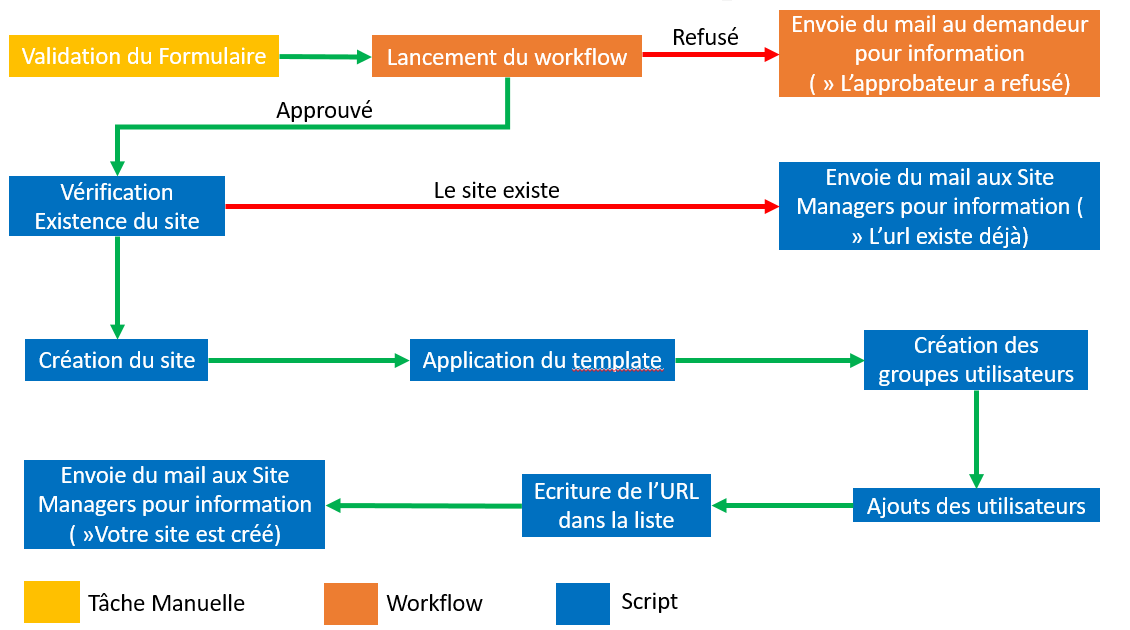 Validation du Formulaire
Lancement du workflow
Refusé
Envoie du mail au demandeur
pour information
( » L’approbateur a refusé)
Approuvé
Vérification
Existence du site
Le site existe
Envoie du mail aux Site
Managers pour information (
» L’url existe déjà)
Création du site
Application du template
Création des
groupes utilisateurs
Envoie du mail aux Site
Managers pour information
( »Votre site est créé)
Ecriture de l’URL
dans la liste
Ajouts des utilisateurs
Tâche Manuelle
Workflow
Script